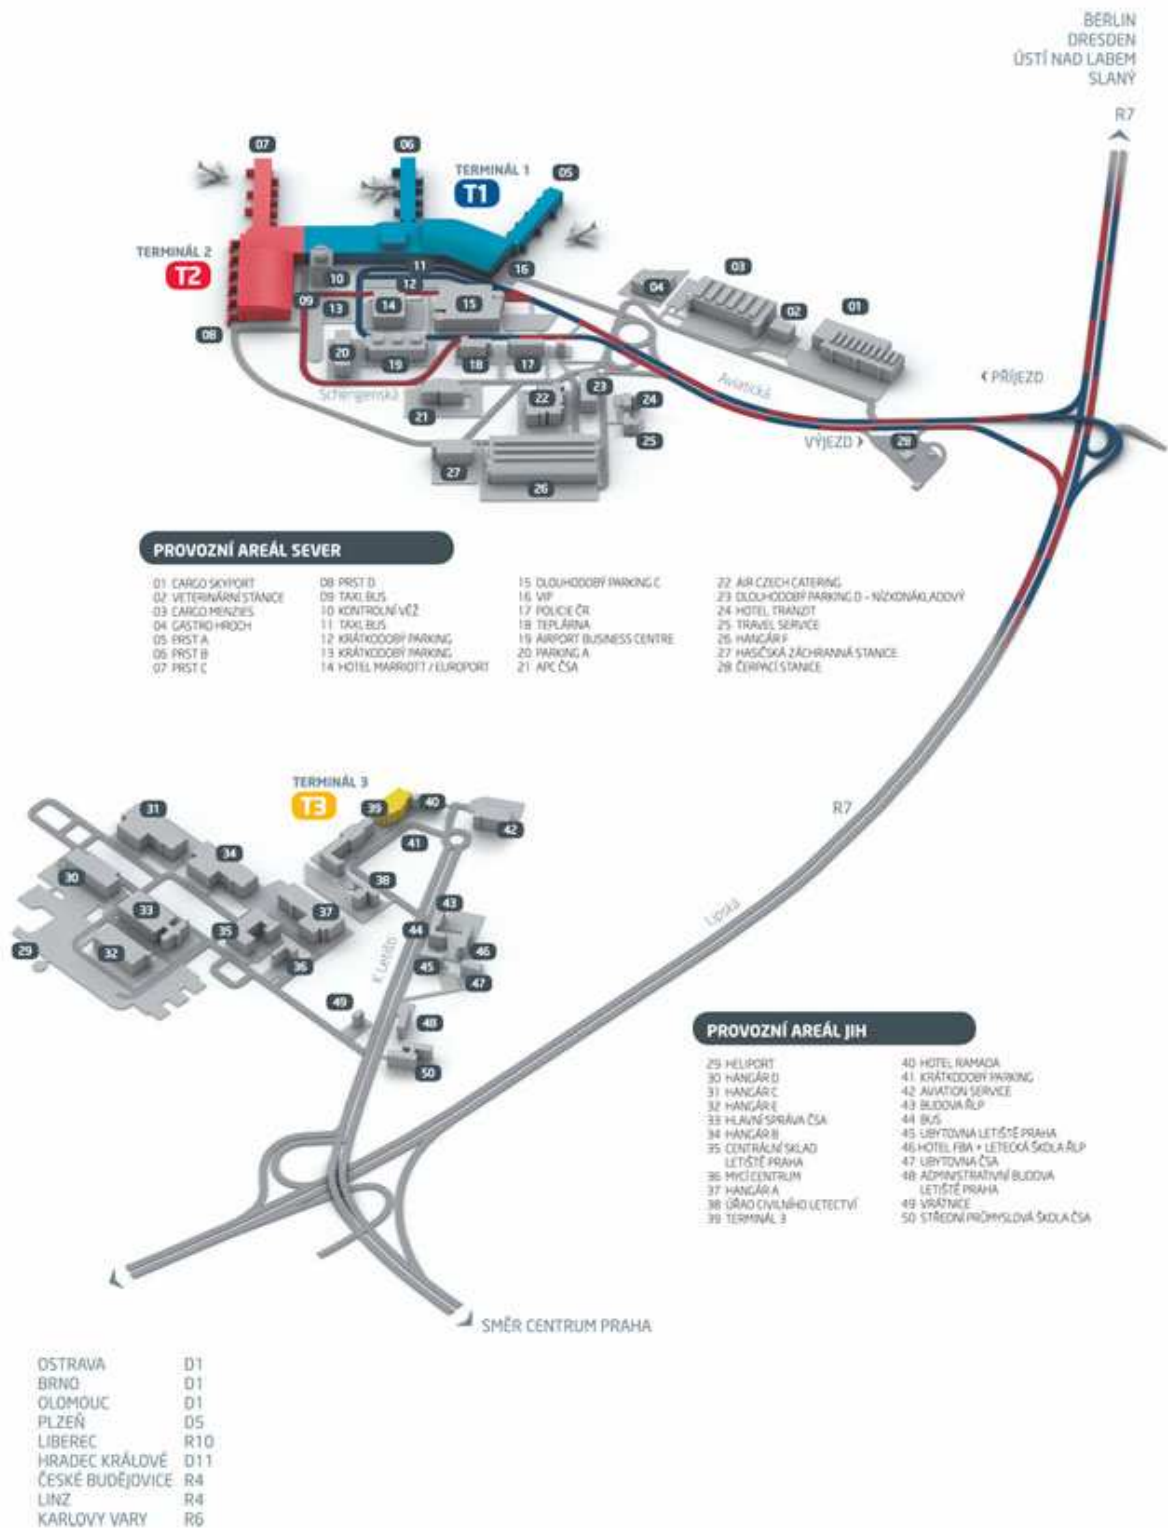 BERLIN
DRESDEN
ÚSTÍ NAD LABEM
SLANÝ
R7
07
06
TERMINÁL 1
T1
05
TERMINÁL 2
T2
11
16
03
04
10
12
09
13
14
15
02
01
08
20
19
18
17
PŘÍJEZD
Schengenská
Aviatická
21
22
23
24
25
VÝJEZD
28
27
26
PROVOZNÍ AREÁL SEVER
01 CARGO SKYPORT
02 VETERINÁRNÍ STANICE
03 CARGO MENZIES
04 GASTRO HROCH
05 PRST A
06 PRST B
07 PRST C
08 PRST D
09 TAXI, BUS
10 KONTROLNÍ VĚŽ
11 TAXI, BUS
12 KRÁTKODOBÝ PARKING
13 KRÁTKODOBÝ PARKING
14 HOTEL MARRIOTT / EUROPORT
15 DLOUHODOBÝ PARKING C
16 VIP
17 POLICIE ČR
18 TEPLÁRNA
19 AIRPORT BUSINESS CENTRE
20 PARKING A
21 APC ČSA
22 AIR CZECH CATERING
23 DLOUHODOBÝ PARKING D - NÍZKONÁKLADOVÝ
24 HOTEL TRANZIT
25 TRAVEL SERVICE
26 HANGÁR F
27 HASIČSKÁ ZÁCHRANNÁ STANICE
28 ČERPACÍ STANICE
TERMINÁL 3
T3
39
40
31
41
42
R7
34
30
38
33
37
43
Lipská
35
44
29
32
36
K Letišti
46
45
47
49
48
50
PROVOZNÍ AREÁL JIH
29 HELIPORT
30 HANGÁR D
31 HANGÁR C
32 HANGÁR E
33 HLAVNÍ SPRÁVA ČSA
34 HANGÁR B
35 CENTRÁLNÍ SKLAD
LETIŠTĚ PRAHA
36 MYCÍ CENTRUM
37 HANGÁR A
38 ÚŘAD CIVILNÍHO LETECTVÍ
39 TERMINÁL 3
40 HOTEL RAMADA
41 KRÁTKODOBÝ PARKING
42 AVIATION SERVICE
43 BUDOVA ŘLP
44 BUS
45 UBYTOVNA LETIŠTĚ PRAHA
46 HOTEL FBA + LETECKÁ ŠKOLA ŘLP
47 UBYTOVNA ČSA
48 ADMINISTRATIVNÍ BUDOVA
LETIŠTĚ PRAHA
49 VRÁTNICE
50 STŘEDNÍ PRŮMYSLOVÁ ŠKOLA ČSA
SMĚR CENTRUM PRAHA
OSTRAVA D1
BRNO D1
OLOMOUC D1
PLZEŇ D5
LIBEREC R10
HRADEC KRÁLOVÉ D11
ČESKÉ BUDĚJOVICE R4
LINZ R4
KARLOVY VARY R6